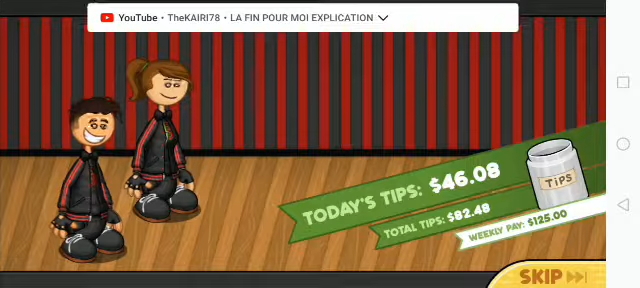 YouTube • TheKAIRI78 • LA FIN POUR MOI EXPLICATION
TODAY'S TIPS: $46.08
TiPS
TOTAL TIPS: $82.48
WEEKLY PAY: $125.00
SKIP